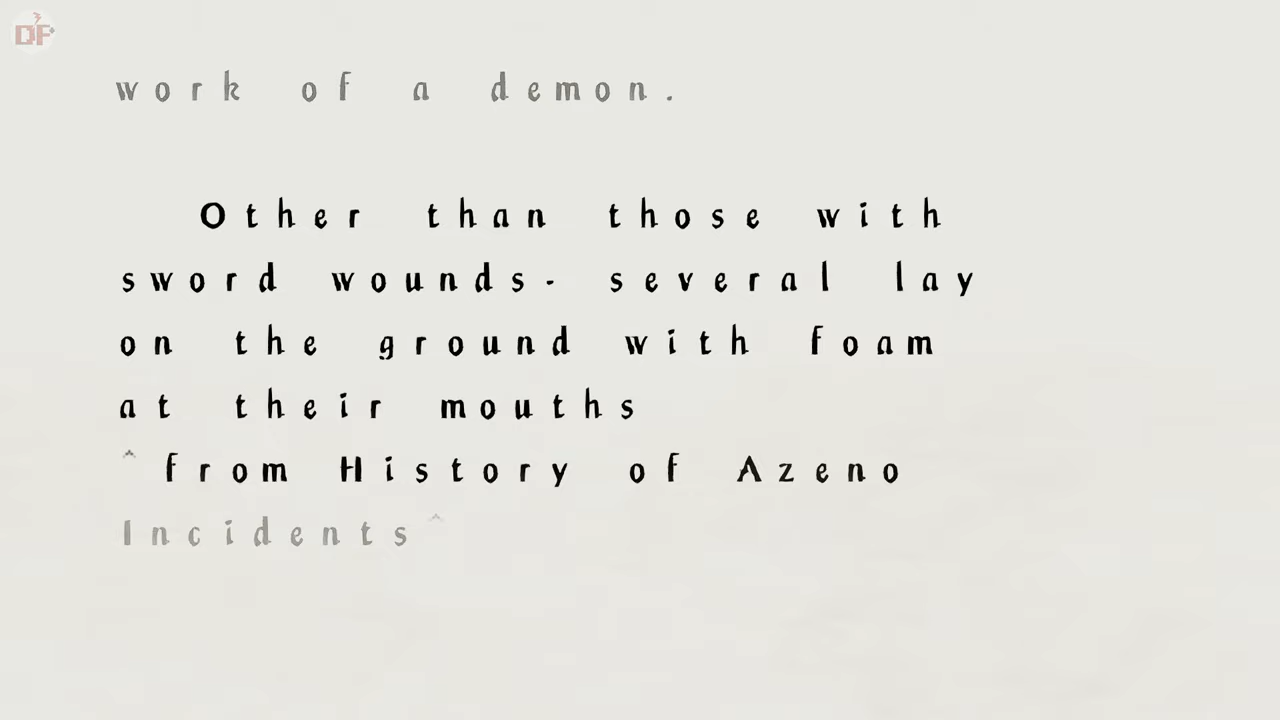 DF
work of a demon.
Other than those with
sword wounds- several lay
on the ground with foam
at their mouths
^ from History of Azeno
Incidents^